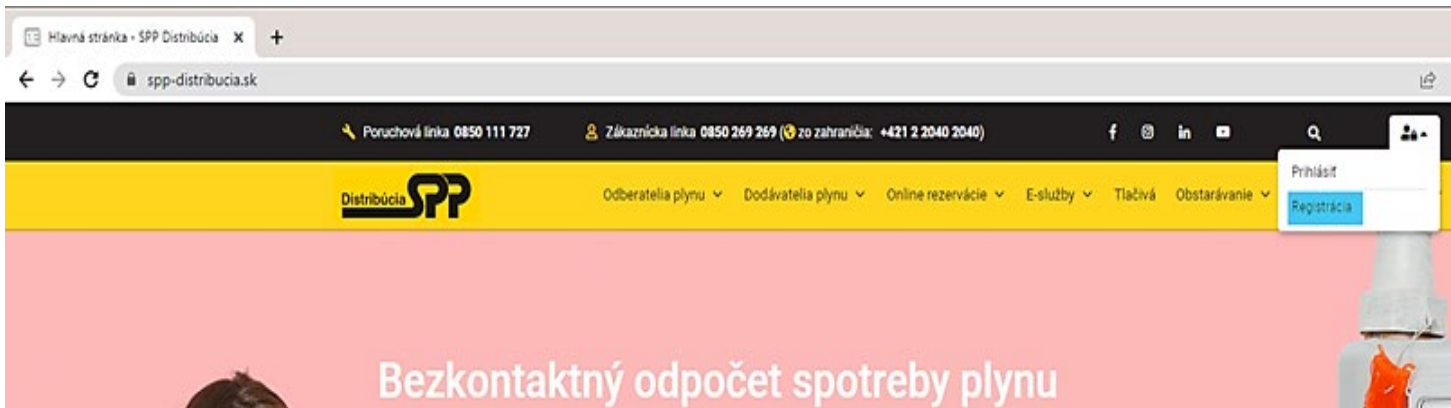 Hlavná stránka - SPP Distribúcia
spp-distribucia.sk
Poruchová linka 0850 111 727
Zákaznícka linka 0850 269 269 (zo zahraničia: +421 2 2040 2040)
Prihlásiť
Registrácia
Distribúcia SPP
Odberatelia plynu
Dodávatelia plynu
Online rezervácie
E-služby
Tlačivá
Obstarávanie
Bezkontaktný odpočet spotreby plynu